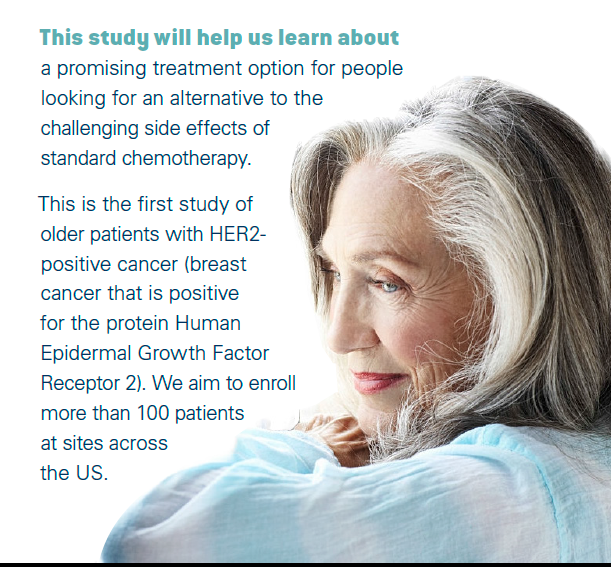 This study will help us learn about
a promising treatment option for people
looking for an alternative to the
challenging side effects of
standard chemotherapy.
This is the first study of
older patients with HER2-
positive cancer (breast
cancer that is positive
for the protein Human
Epidermal Growth Factor
Receptor 2). We aim to enroll
more than 100 patients
at sites across
the US.